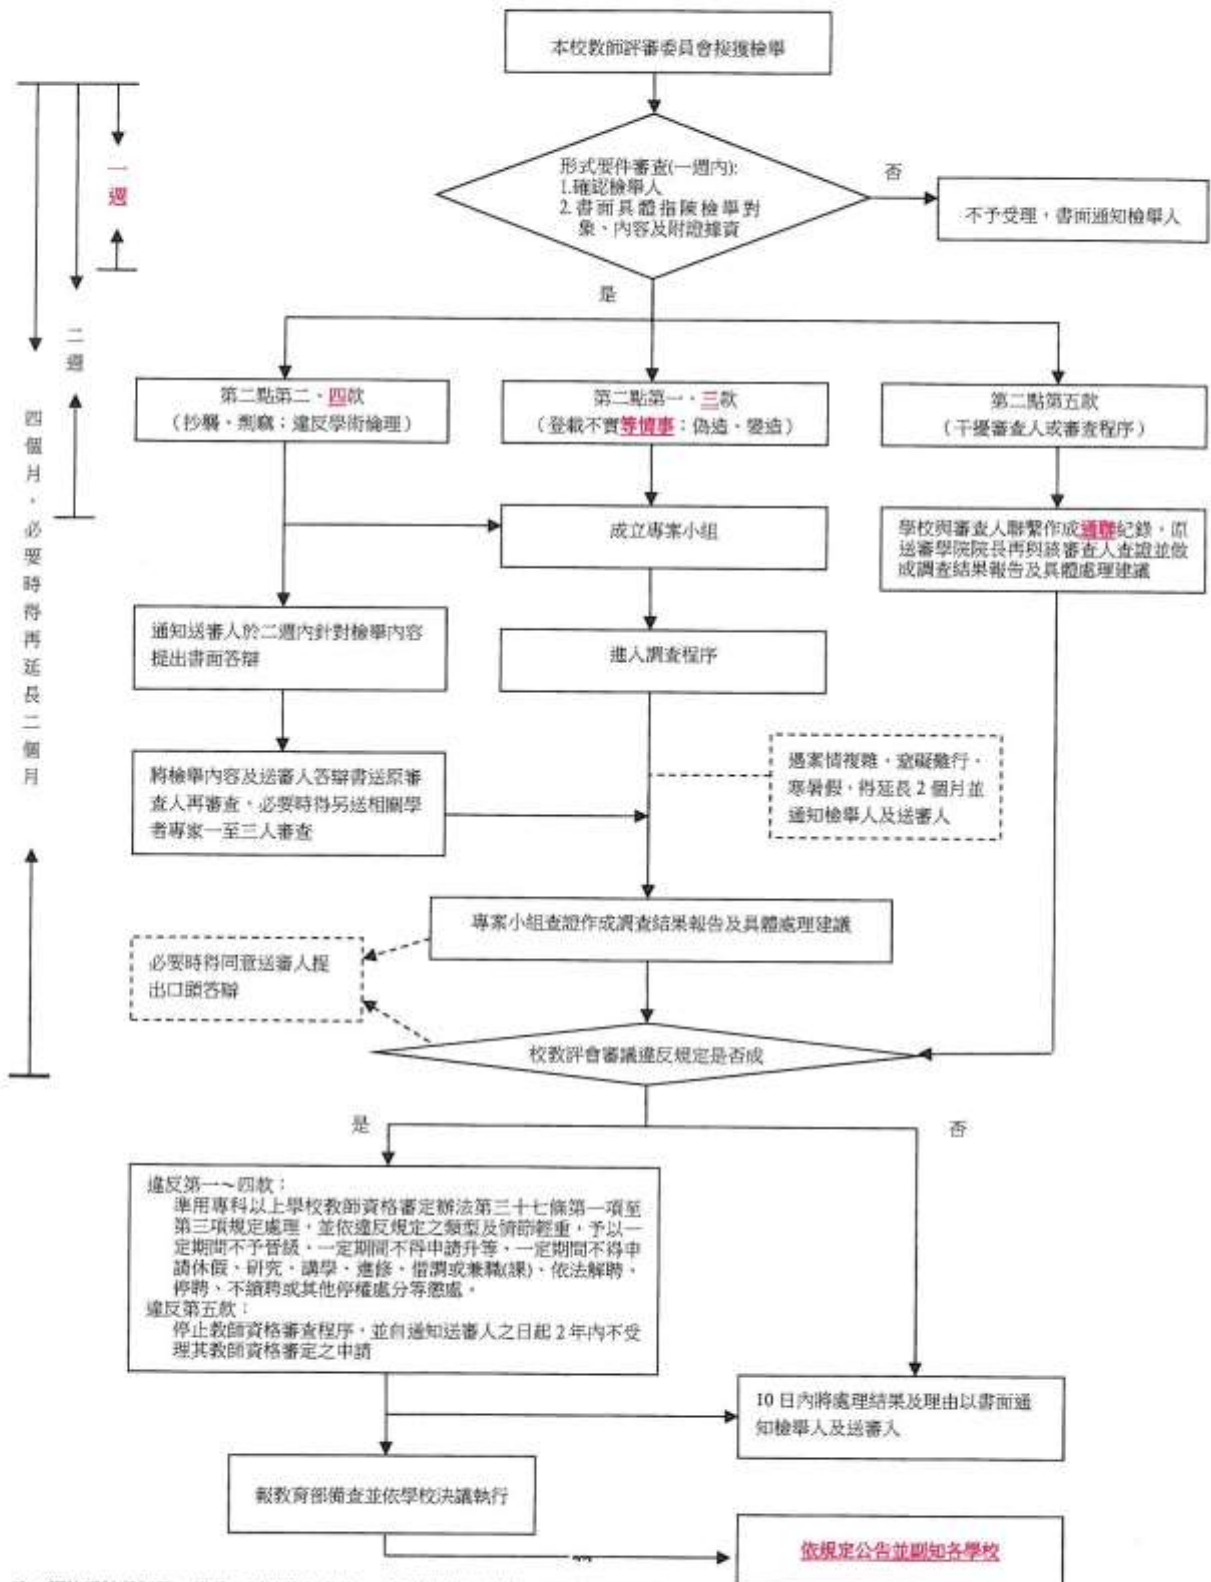 本校教師評審委員會接獲檢舉
形式要件審查(一週內):
1.確認檢舉人
2.書面具體指陳檢舉對
象、內容及附證據資
否
不予受理，書面通知檢舉人
是
一週
二週
四個月，必要時得再延長二個月
第二點第二、四款
（抄襲、剽竊；違反學術倫理）
第二點第一、三款
（登載不實等情事；偽造、變造）
第二點第五款
（干擾審查人或審查程序）
成立專案小組
學校與審查人聯繫作成通聯紀錄，原
送審學院院長再與該審查人查證並做
成調查結果報告及具體處理建議
通知送審人於二週內針對檢舉內容
提出書面答辯
進入調查程序
將檢舉內容及送審人答辯書送原審
查人再審查，必要時得另送相關學
者專家一至三人審查
遇案情複雜、窒礙難行、
寒暑假，得延長2個月並
通知檢舉人及送審人
專案小組查證作成調查結果報告及具體處理建議
必要時得同意送審人提
出口頭答辯
校教評會審議違反規定是否成
是
否
違反第一～四款：
準用專科以上學校教師資格審定辦法第三十七條第一項至
第三項規定處理，並依違反規定之類型及情節輕重，予以一
定期間不予晉級、一定期間不得申請升等、一定期間不得申
請休假、研究、講學、進修、借調或兼職(課)、依法解聘、
停聘、不續聘或其他停權處分等懲處。
違反第五款：
停止教師資格審查程序，並自通知送審人之日起2年內不受
理其教師資格審定之申請
10日內將處理結果及理由以書面通
知檢舉人及送審人
報教育部備查並依學校決議執行
依規定公告並副知各學校